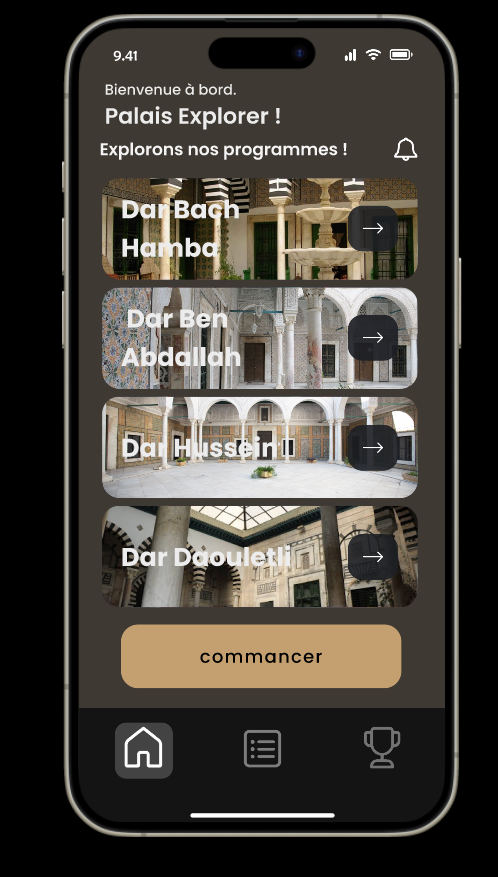 9.41
Bienvenue à bord.
Palais Explorer !
Explorons nos programmes !
Dar Bach
Hamba
Dar Ben
Abdallah
Dar Hussein
Dar Daouletli
commancer